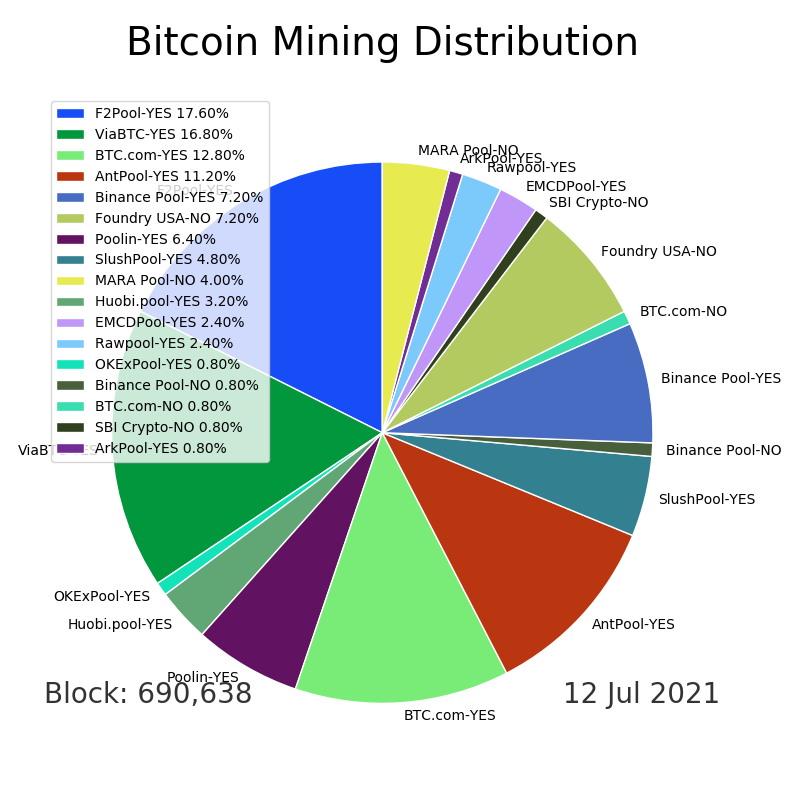 Bitcoin Mining Distribution
F2Pool-YES 17.60%
ViaBTC-YES 16.80%
BTC.com-YES 12.80%
AntPool-YES 11.20%
Binance Pool-YES 7.20%
Foundry USA-NO 7.20%
Poolin-YES 6.40%
SlushPool-YES 4.80%
MARA Pool-NO 4.00%
Huobi.pool-YES 3.20%
EMCDPool-YES 2.40%
Rawpool-YES 2.40%
OKExPool-YES 0.80%
Binance Pool-NO 0.80%
BTC.com-NO 0.80%
SBI Crypto-NO 0.80%
ArkPool-YES 0.80%
MARA Pool-NO
ArkPool-YES
Rawpool-YES
EMCDPool-YES
SBI Crypto-NO
Foundry USA-NO
BTC.com-NO
Binance Pool-YES
Binance Pool-NO
SlushPool-YES
AntPool-YES
BTC.com-YES
Poolin-YES
Huobi.pool-YES
OKExPool-YES
ViaBTC-YES
F2Pool-YES
Block: 690,638
12 Jul 2021